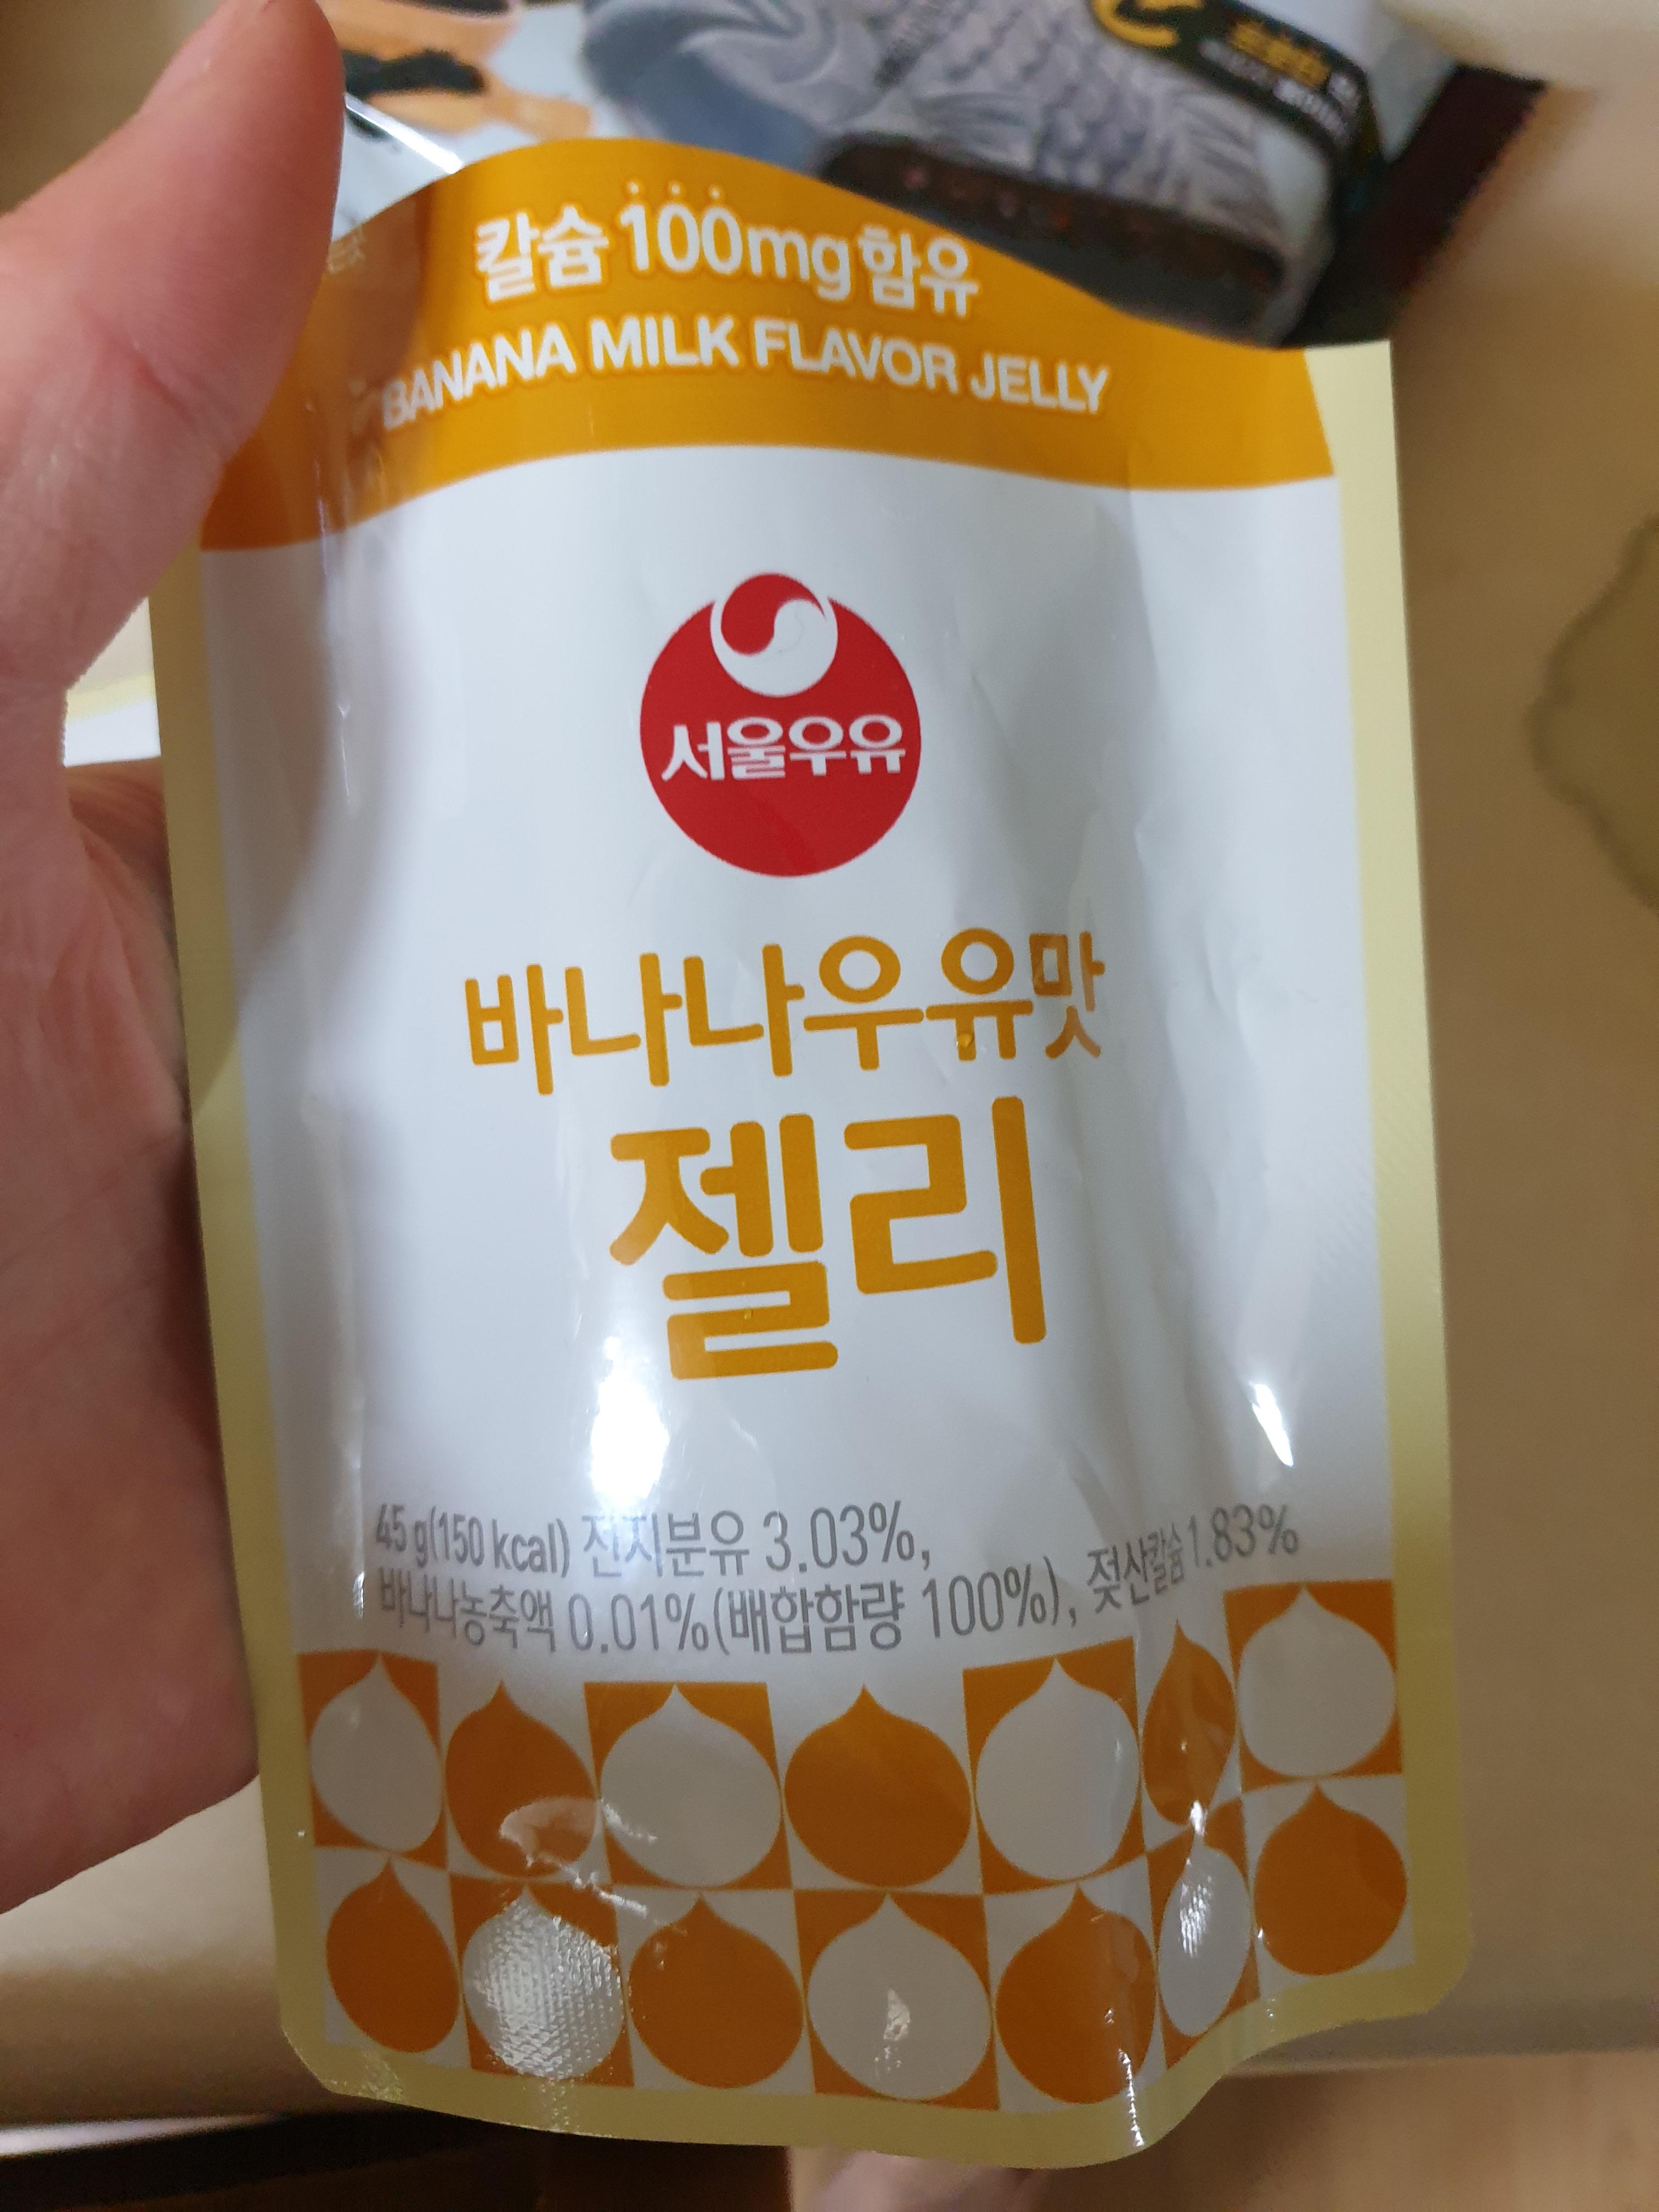 칼슘 100mg 함유
BANANA MILK FLAVOR JELLY
서울우유
바나나우유맛
젤리
45 g(150 kcal) 전지분유 3.03%,
바나나농축액 0.01%(배합함량 100%), 젖산칼슘1.83%